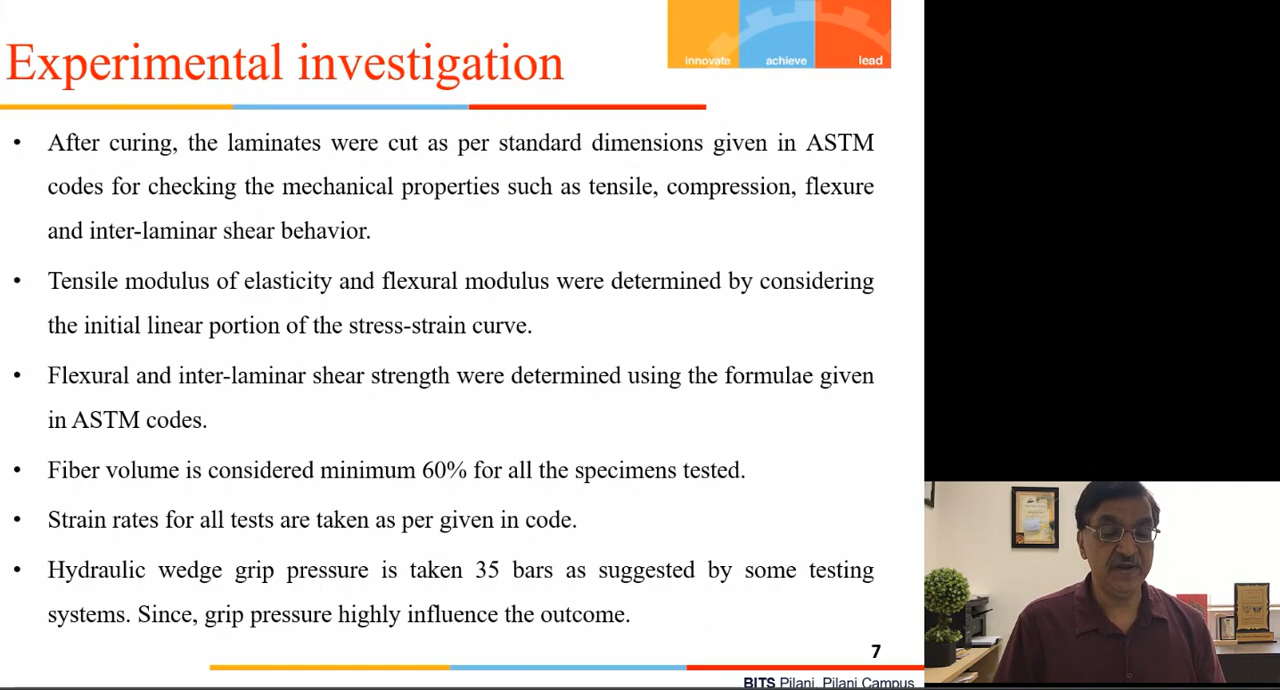 innovate achieve lead
Experimental investigation
• After curing, the laminates were cut as per standard dimensions given in ASTM
codes for checking the mechanical properties such as tensile, compression, flexure
and inter-laminar shear behavior.
• Tensile modulus of elasticity and flexural modulus were determined by considering
the initial linear portion of the stress-strain curve.
• Flexural and inter-laminar shear strength were determined using the formulae given
in ASTM codes.
• Fiber volume is considered minimum 60% for all the specimens tested.
• Strain rates for all tests are taken as per given in code.
• Hydraulic wedge grip pressure is taken 35 bars as suggested by some testing
systems. Since, grip pressure highly influence the outcome.
7
BITS Pilani, Pilani Campus